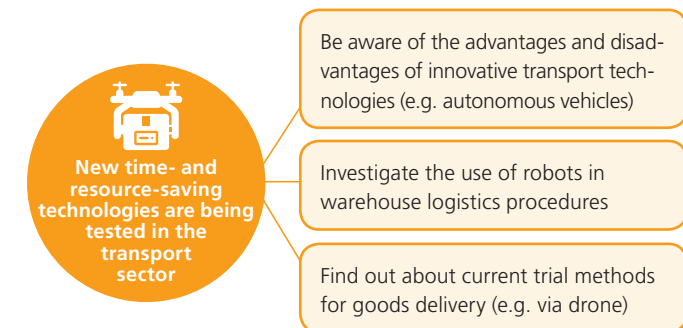 New time- and
resource-saving
technologies are being
tested in the
transport
sector
Be aware of the advantages and disad-
vantages of innovative transport tech-
nologies (e.g. autonomous vehicles)
Investigate the use of robots in
warehouse logistics procedures
Find out about current trial methods
for goods delivery (e.g. via drone)